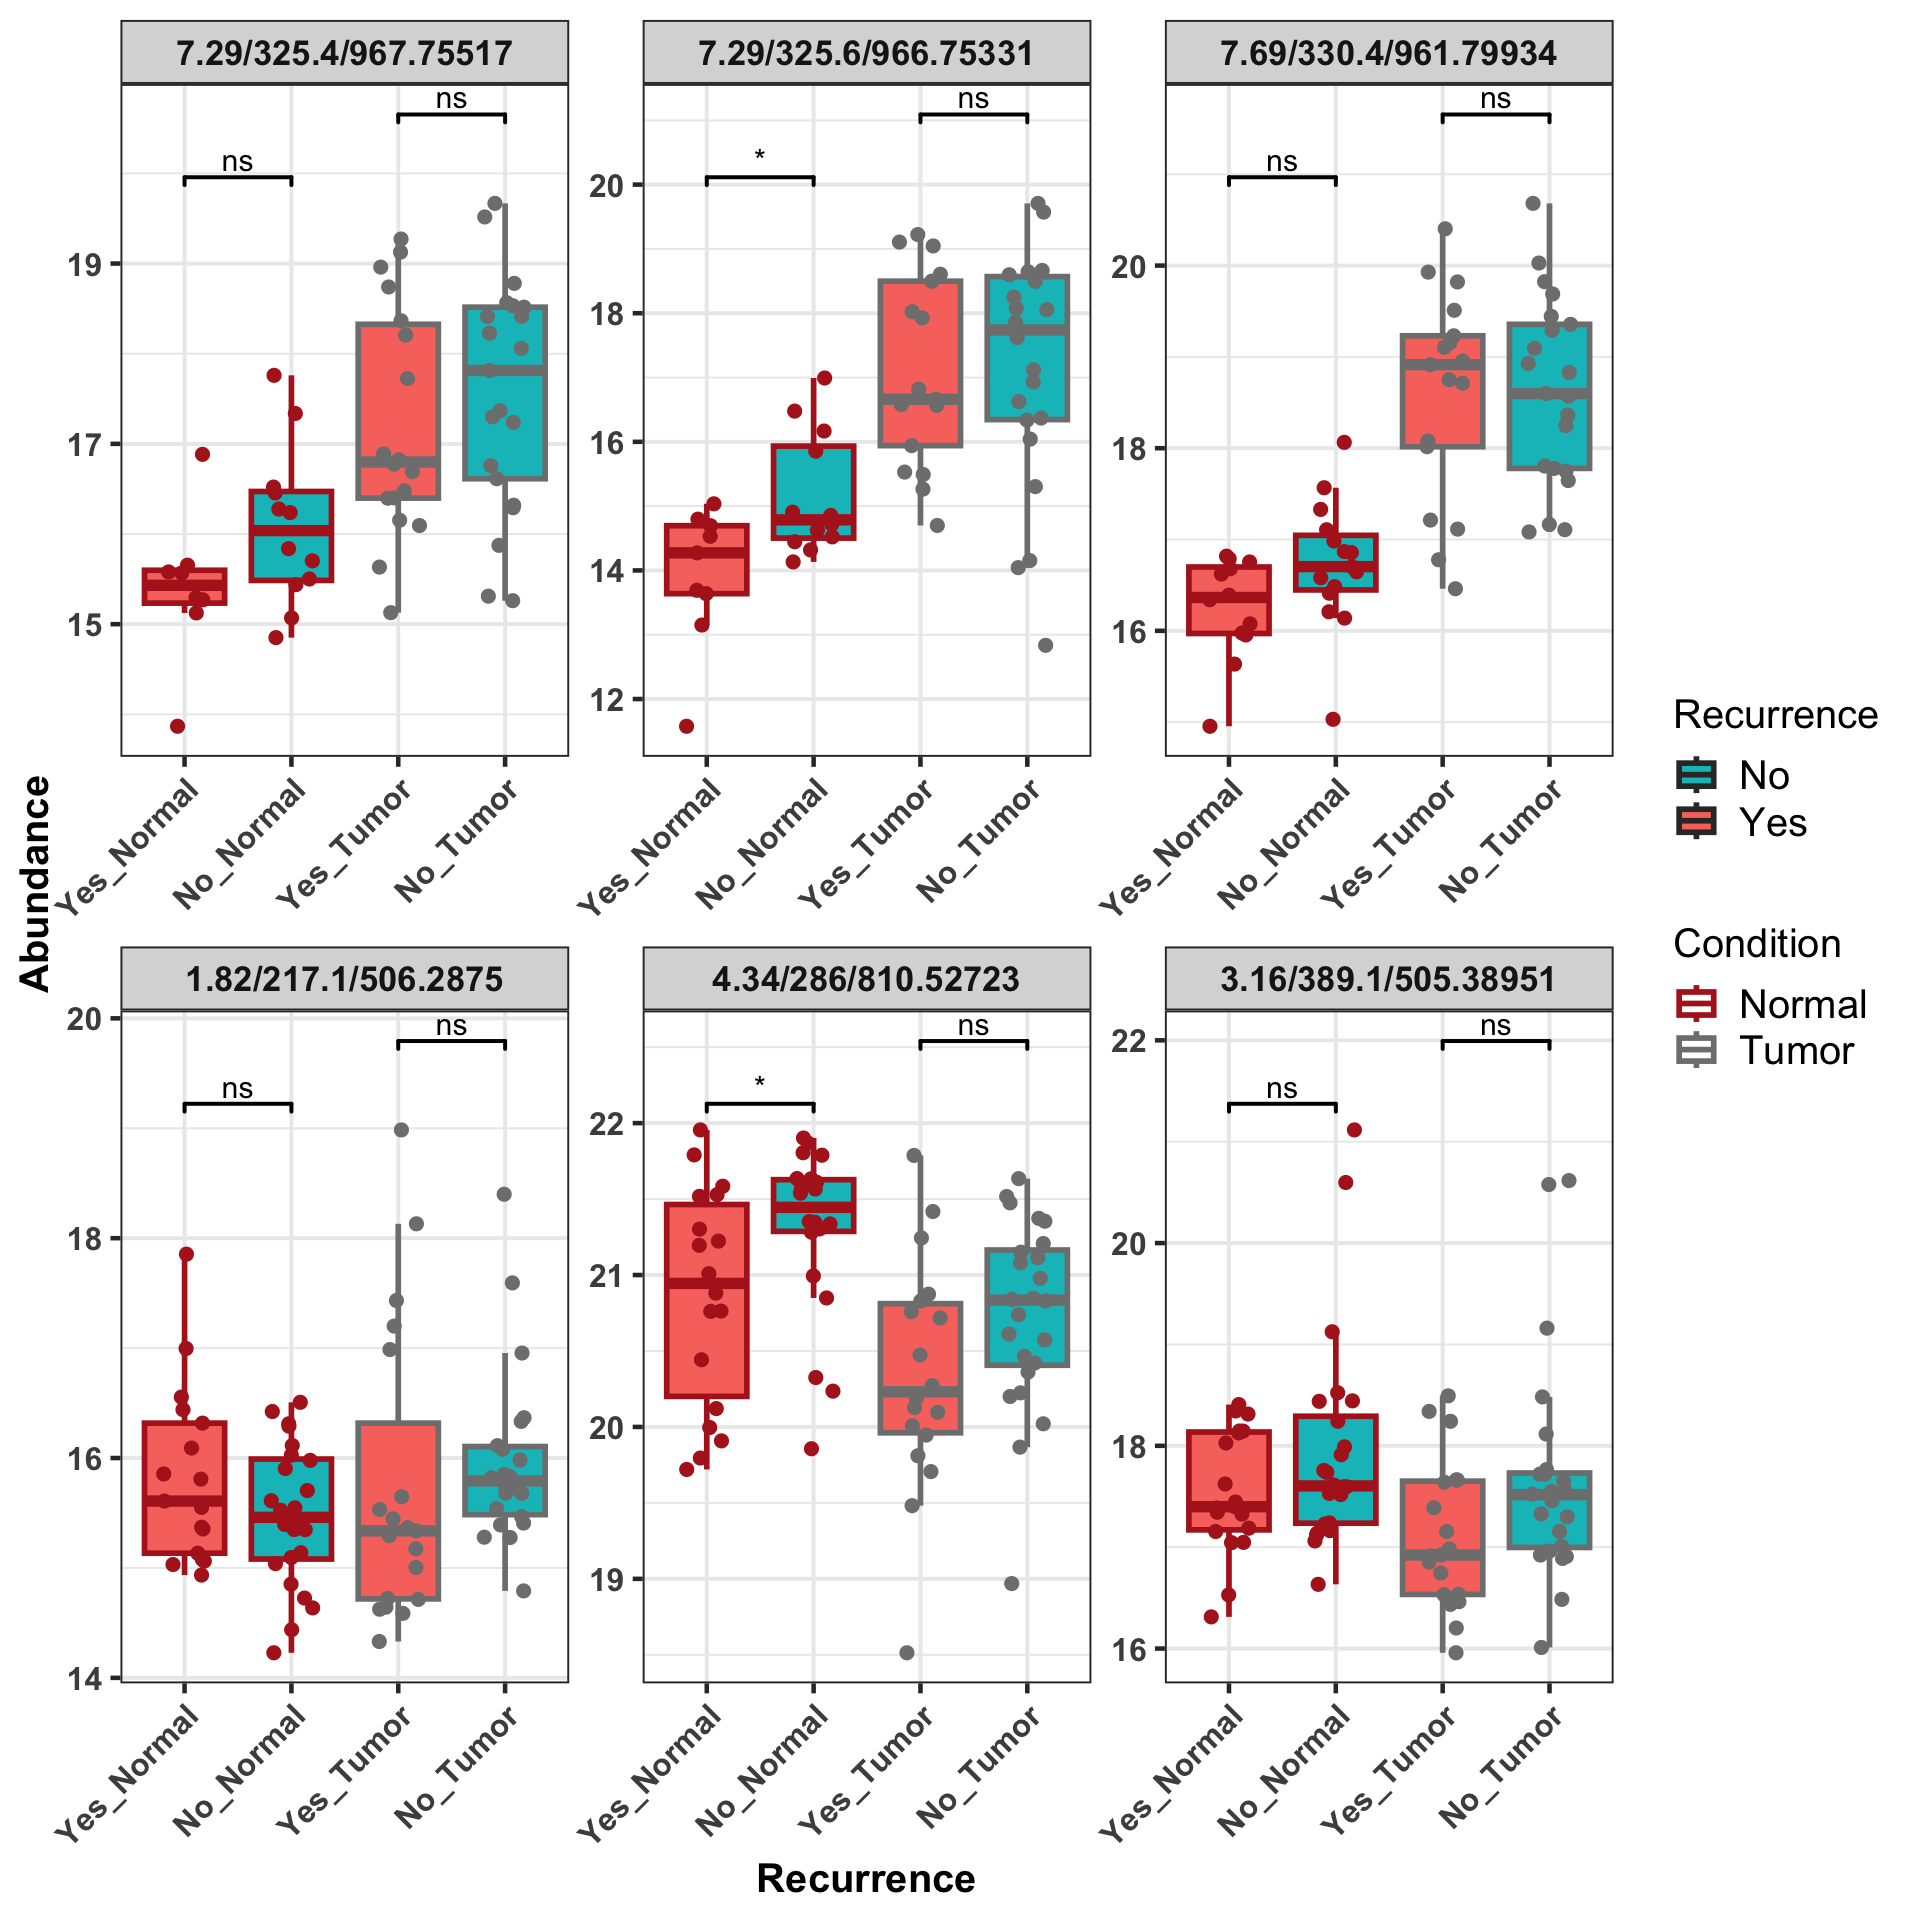 7.29/325.4/967.75517
7.29/325.6/966.75331
7.69/330.4/961.79934
ns
ns
19
17
15
ns
*
20
18
16
14
12
ns
ns
20
18
16
Yes_Normal
No_Normal
Yes_Tumor
No_Tumor
Yes_Normal
No_Normal
Yes_Tumor
No_Tumor
Yes_Normal
No_Normal
Yes_Tumor
No_Tumor
Abundance
1.82/217.1/506.2875
4.34/286/810.52723
3.16/389.1/505.38951
ns
ns
20
18
16
14
ns
*
22
21
20
19
ns
ns
22
20
18
16
Yes_Normal
No_Normal
Yes_Tumor
No_Tumor
Yes_Normal
No_Normal
Yes_Tumor
No_Tumor
Yes_Normal
No_Normal
Yes_Tumor
No_Tumor
Recurrence
Recurrence
No
Yes
Condition
Normal
Tumor